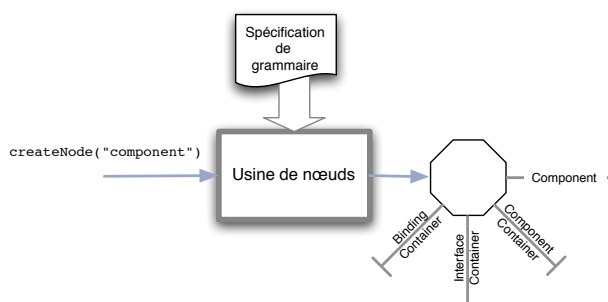 Spécification
de
grammaire
createNode("component")
Usine de nœuds
Component
Binding
Container
Interface
Container
Component
Container